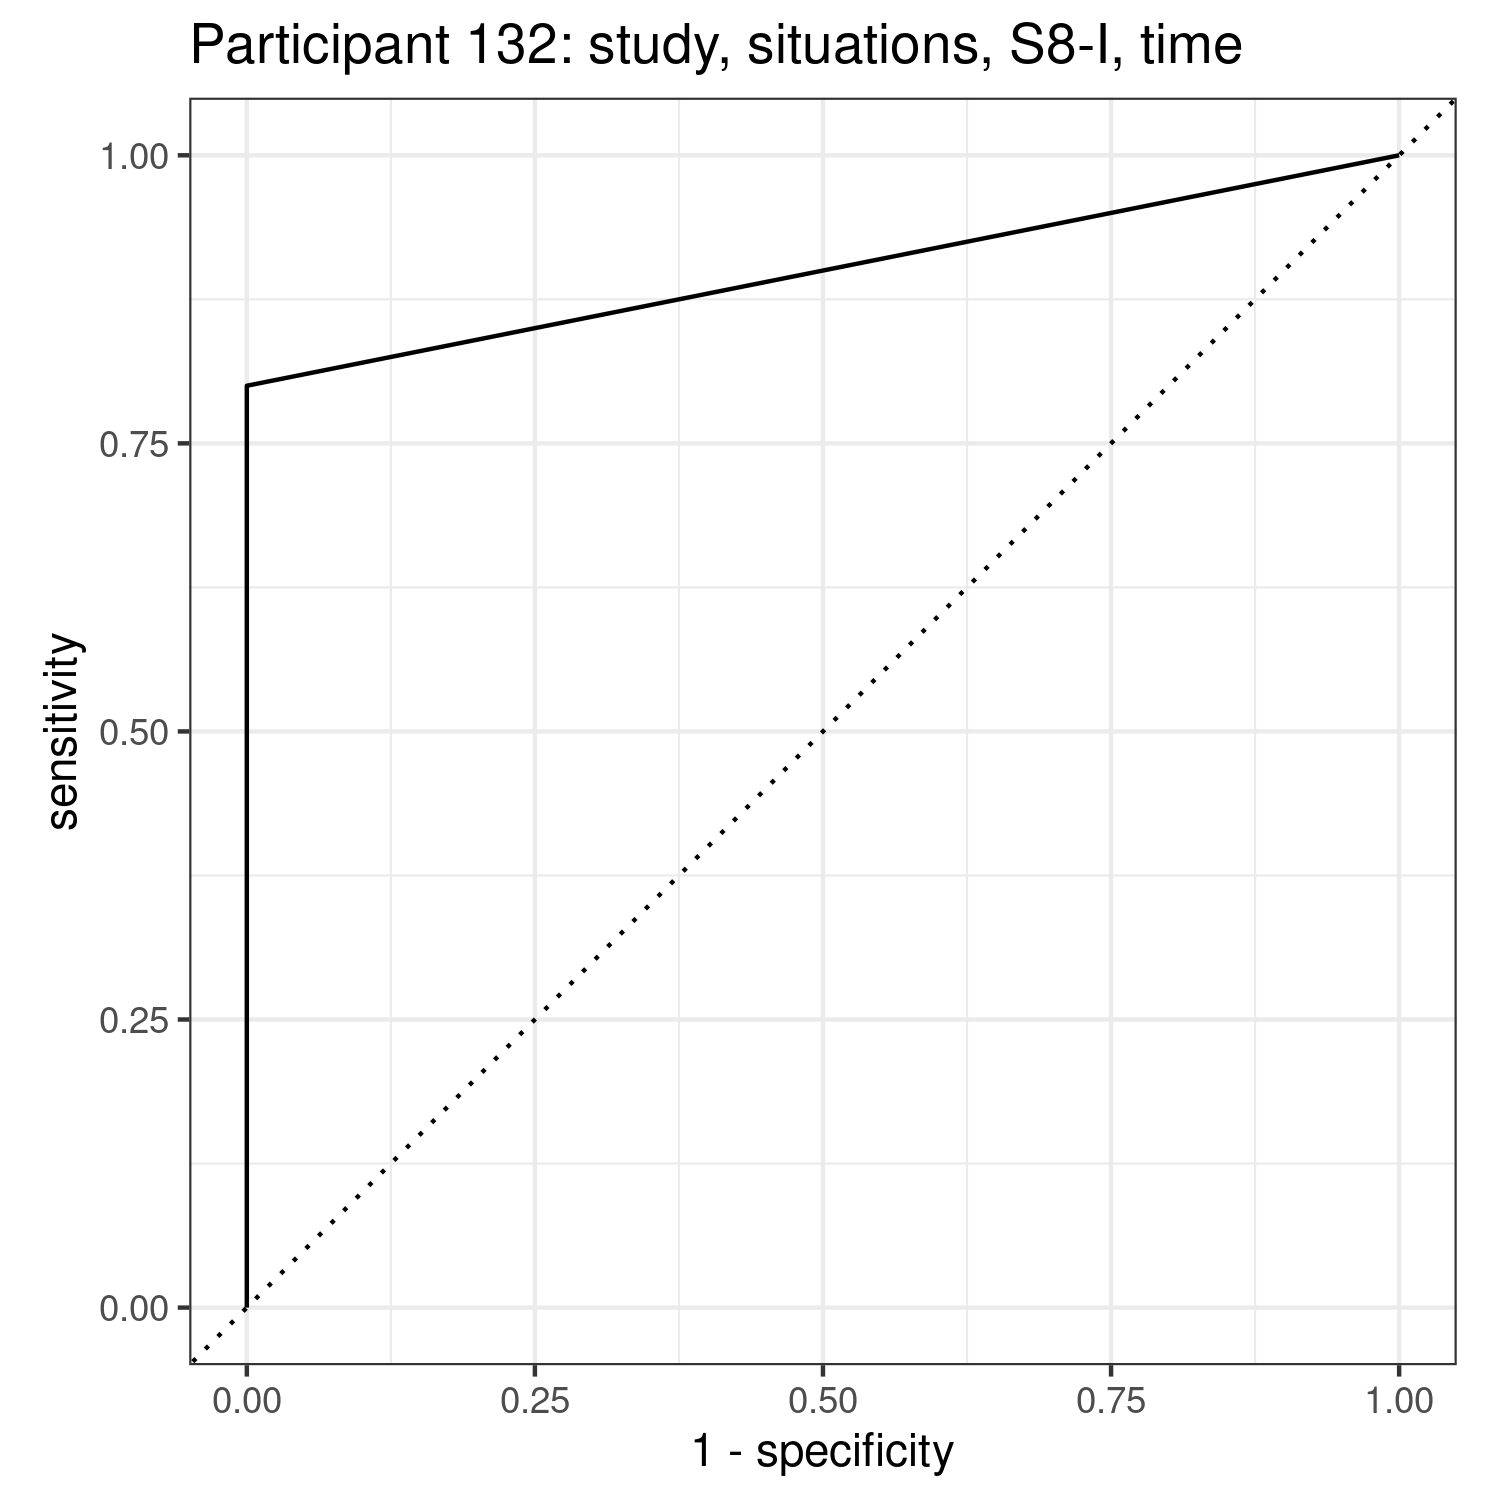 Participant 132: study, situations, S8-I, time
1.00
0.75
0.50
0.25
0.00
sensitivity
0.00 0.25 0.50 0.75 1.00
1 - specificity